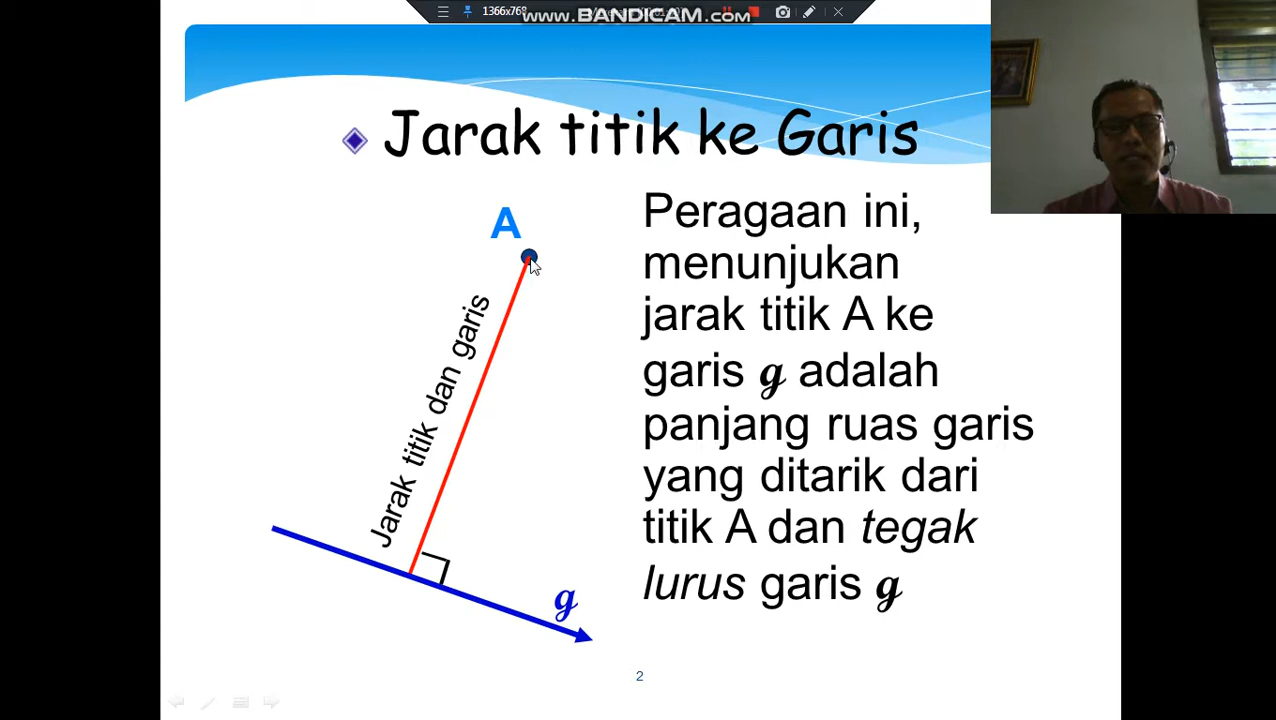 1366x768
www.BANDICAM.com
Jarak titik ke Garis
A
Jarak titik dan garis
g
Peragaan ini,
menunjukan
jarak titik A ke
garis g adalah
panjang ruas garis
yang ditarik dari
titik A dan tegak
lurus garis g
2